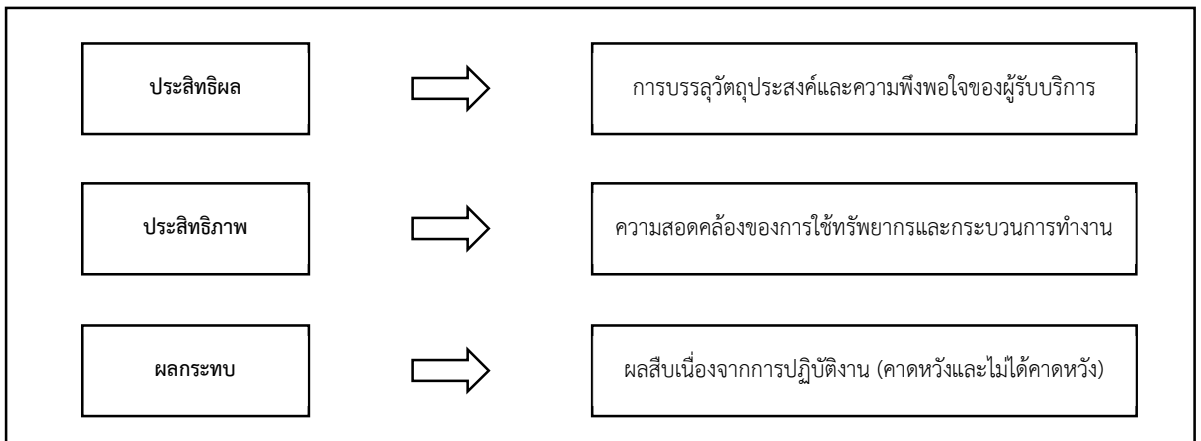 ประสิทธิผล
การบรรลุวัตถุประสงค์และความพึงพอใจของผู้รับบริการ
ประสิทธิภาพ
ความสอดคล้องของการใช้ทรัพยากรและกระบวนการทำงาน
ผลกระทบ
ผลสืบเนื่องจากการปฏิบัติงาน (คาดหวังและไม่ได้คาดหวัง)